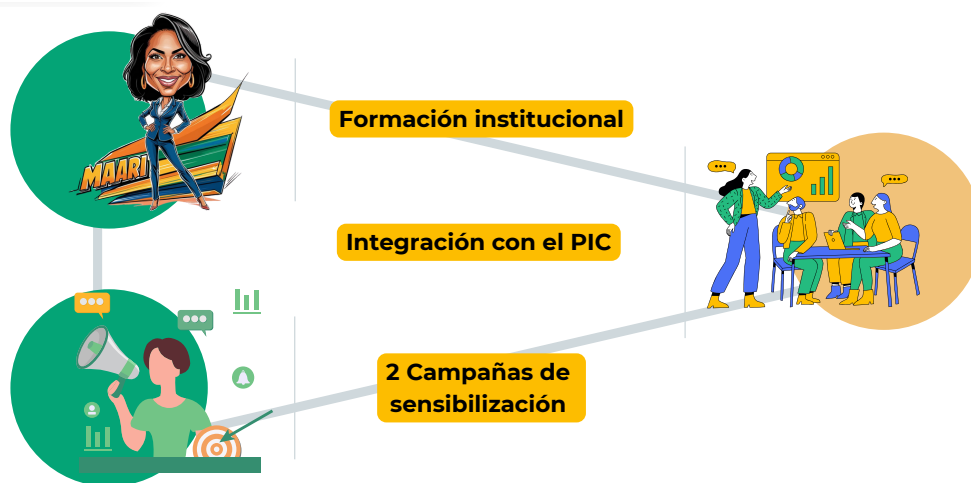 MAARI
Formación institucional
Integración con el PIC
2 Campañas de
sensibilización